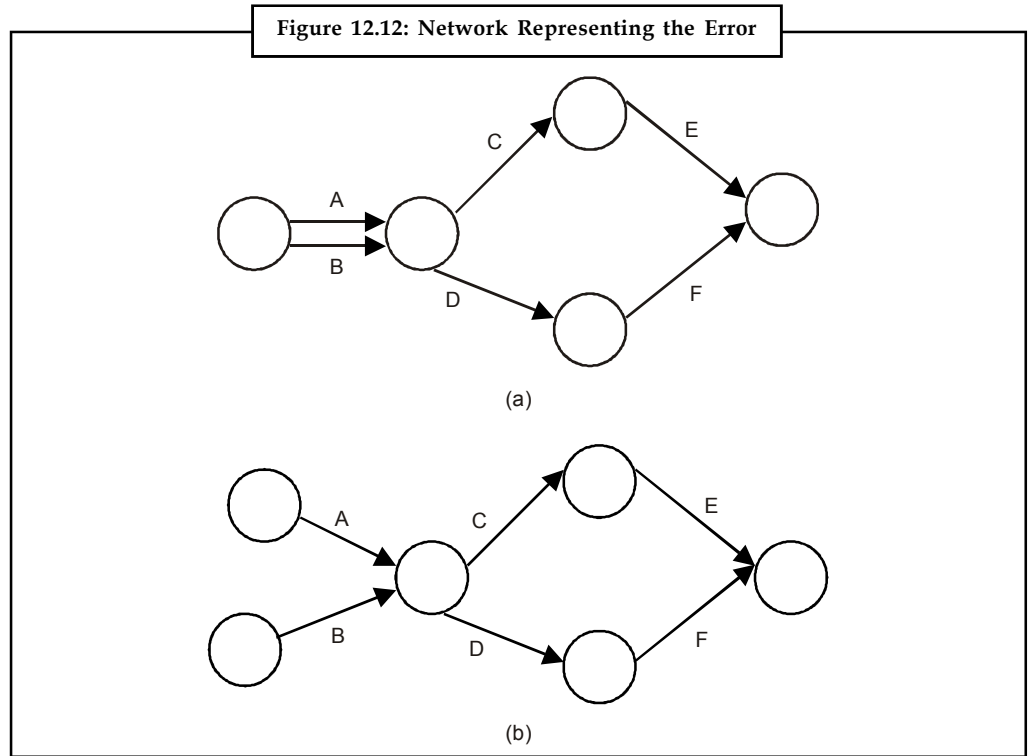 Figure 12.12: Network Representing the Error
C
E
A
B
D
F
(a)
A
C
E
B
D
F
(b)